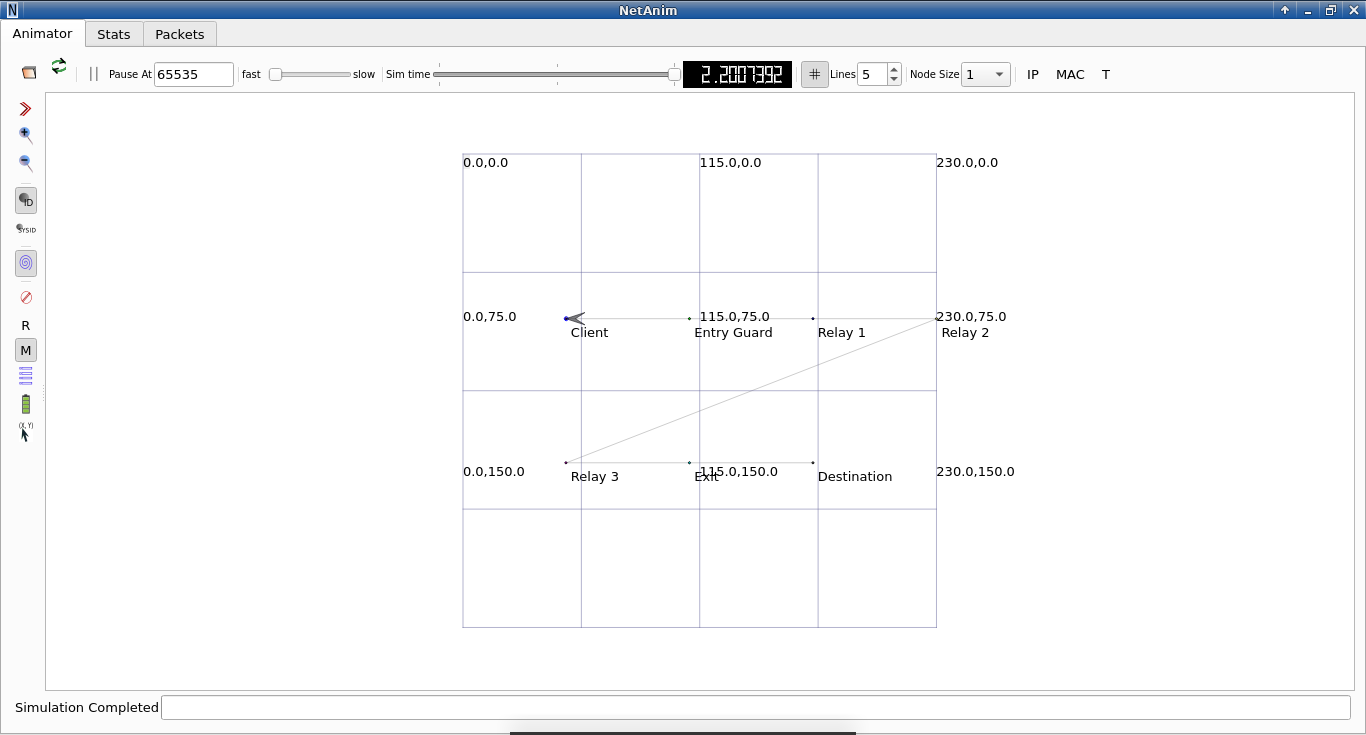 NetAnim
Animator Stats Packets
Pause At 65535 fast slow Sim time 2.2007392 Lines 5 Node Size 1 IP MAC T
0.0,0.0 115.0,0.0 230.0,0.0
ID
SYSID
0.0,75.0 115.0,75.0 230.0,75.0
Client Entry Guard Relay 1 Relay 2
R
M
(X, Y)
0.0,150.0 115.0,150.0 230.0,150.0
Relay 3 Exit Destination
Simulation Completed